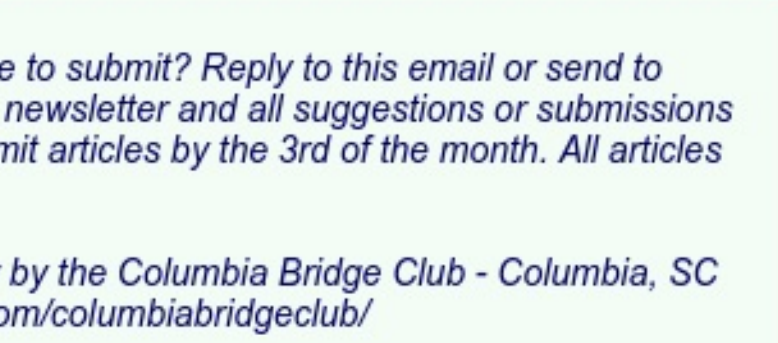 e to submit? Reply to this email or send to
newsletter and all suggestions or submissions
mit articles by the 3rd of the month. All articles
by the Columbia Bridge Club - Columbia, SC
om/columbiabridgeclub/